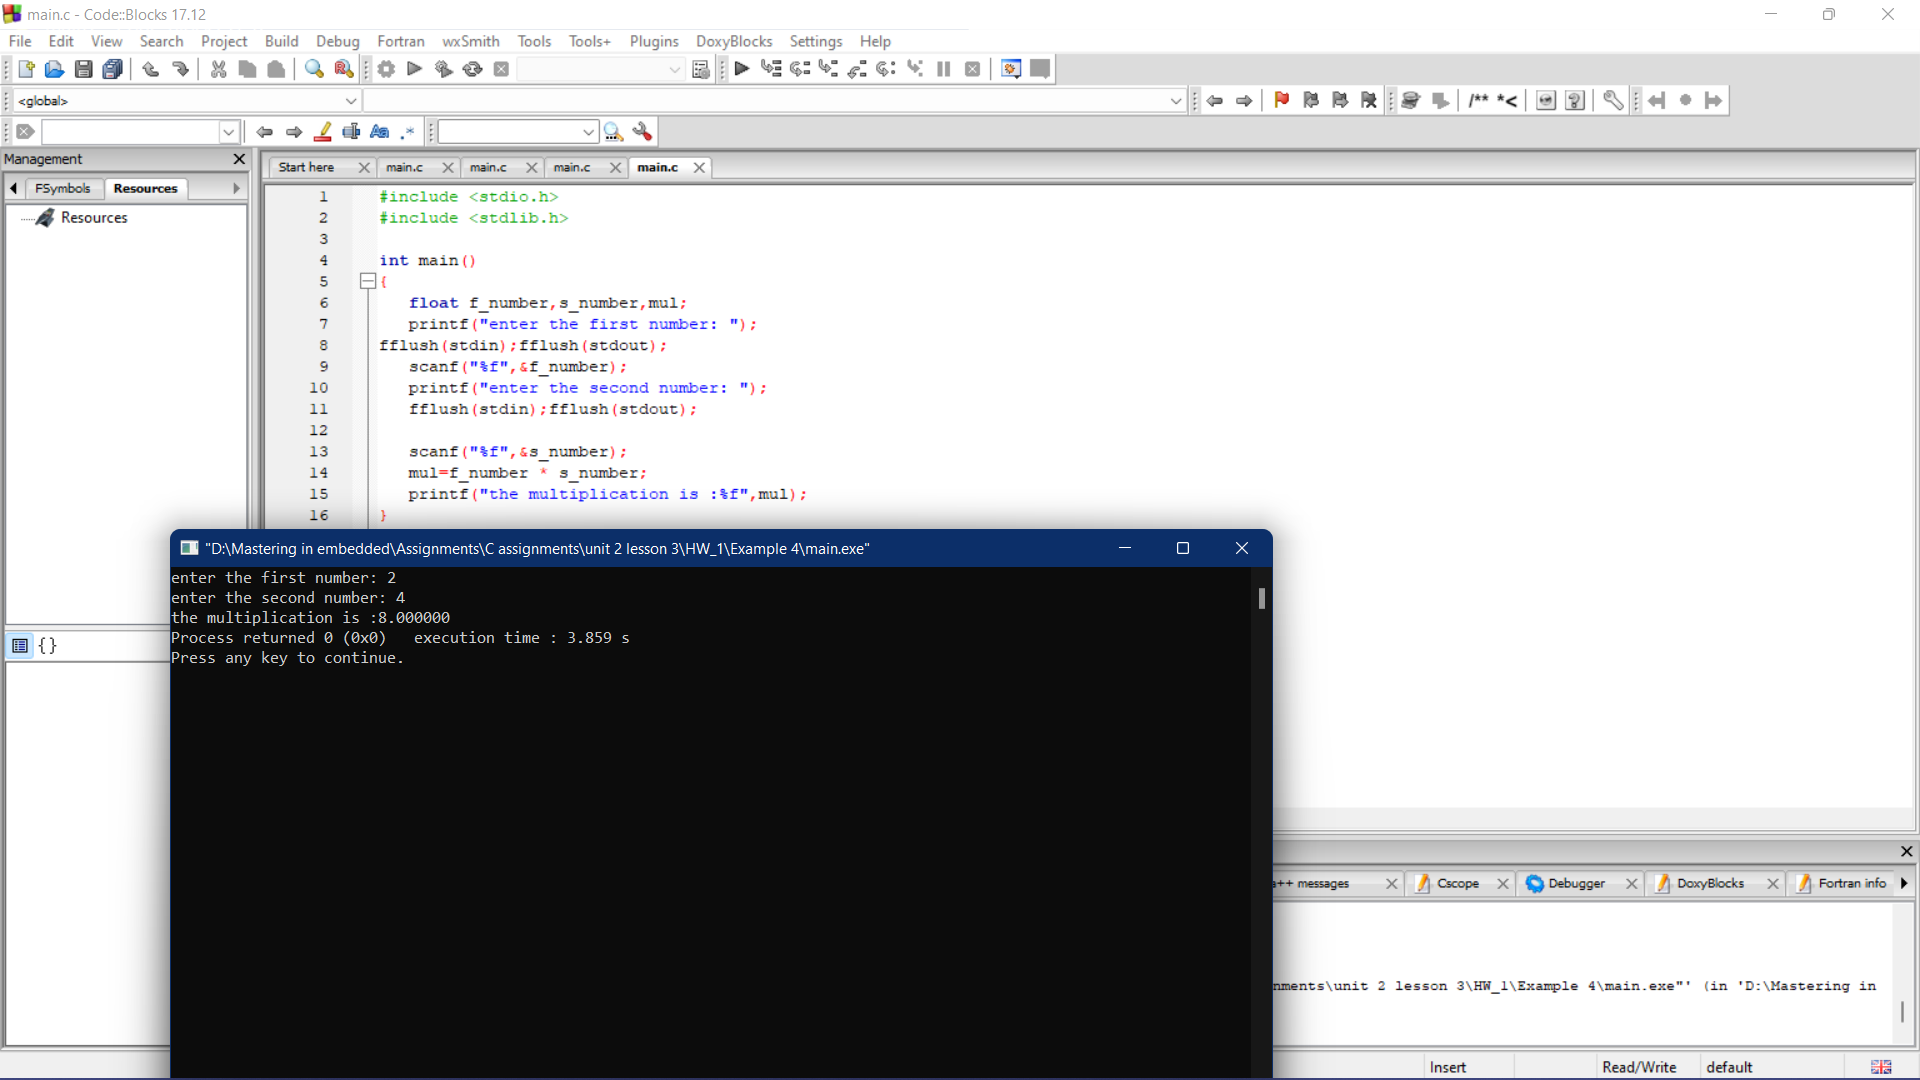 main.c - Code::Blocks 17.12
File Edit View Search Project Build Debug Fortran wxSmith Tools Tools+ Plugins DoxyBlocks Settings Help
<global>
/** *<
Aa .*
Management
FSymbols Resources
Resources
Start here main.c main.c main.c main.c
1 #include <stdio.h>
2 #include <stdlib.h>
3
4 int main()
5 {
6 float f_number,s_number,mul;
7 printf("enter the first number: ");
8 fflush(stdin);fflush(stdout);
9 scanf("%f",&f_number);
10 printf("enter the second number: ");
11 fflush(stdin);fflush(stdout);
12
13 scanf("%f",&s_number);
14 mul=f_number * s_number;
15 printf("the multiplication is :%f",mul);
16 }
"D:\Mastering in embedded\Assignments\C assignments\unit 2 lesson 3\HW_1\Example 4\main.exe"
enter the first number: 2
enter the second number: 4
the multiplication is :8.000000
Process returned 0 (0x0) execution time : 3.859 s
Press any key to continue.
{}
++ messages Cscope Debugger DoxyBlocks Fortran info
nments\unit 2 lesson 3\HW_1\Example 4\main.exe"' (in 'D:\Mastering in
Insert Read/Write default